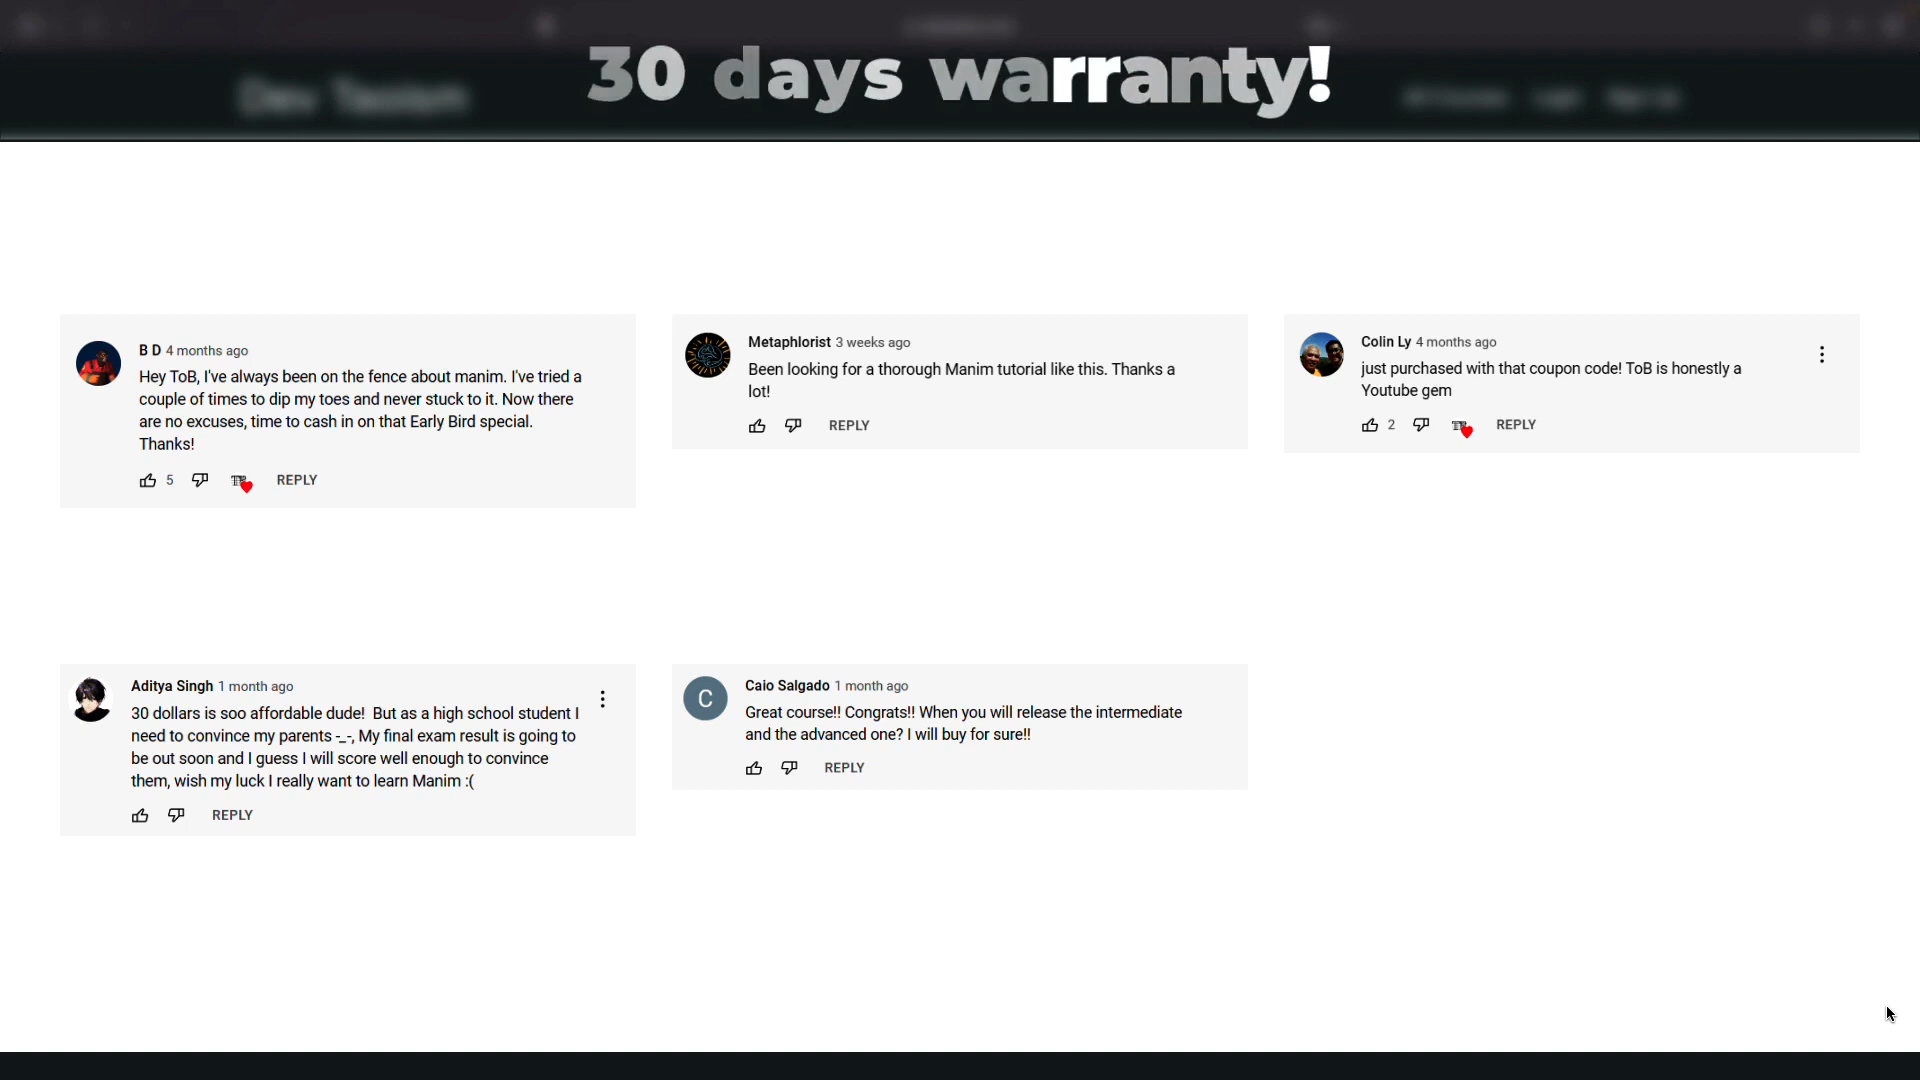 30 days warranty!
Dev Taoism
All Courses Login Sign Up
B D 4 months ago
Hey ToB, I've always been on the fence about manim. I've tried a
couple of times to dip my toes and never stuck to it. Now there
are no excuses, time to cash in on that Early Bird special.
Thanks!
5 REPLY
Metaphlorist 3 weeks ago
Been looking for a thorough Manim tutorial like this. Thanks a
lot!
REPLY
Colin Ly 4 months ago
just purchased with that coupon code! ToB is honestly a
Youtube gem
2 REPLY
Aditya Singh 1 month ago
30 dollars is soo affordable dude!  But as a high school student I
need to convince my parents -_-, My final exam result is going to
be out soon and I guess I will score well enough to convince
them, wish my luck I really want to learn Manim :(
REPLY
C
Caio Salgado 1 month ago
Great course!! Congrats!! When you will release the intermediate
and the advanced one? I will buy for sure!!
REPLY